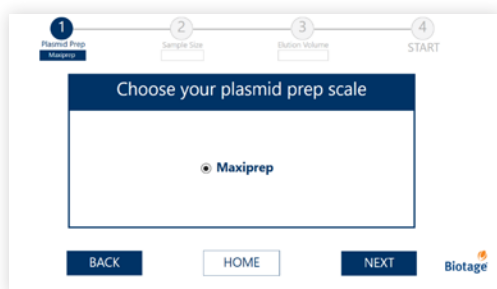 1 2 3 4
Plasmid Prep Sample Size Elution Volume START
Maxiprep
Choose your plasmid prep scale
Maxiprep
BACK HOME NEXT
Biotage